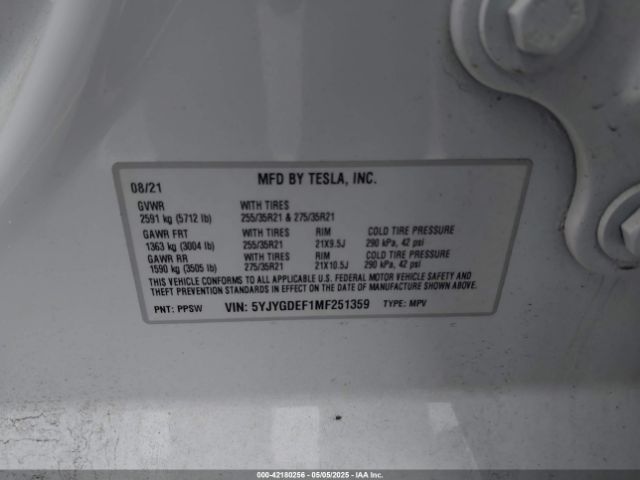 08/21 MFD BY TESLA, INC.
GVWR WITH TIRES
2591 kg (5712 lb) 255/35R21 & 275/35R21
GAWR FRT WITH TIRES RIM COLD TIRE PRESSURE
1363 kg (3004 lb) 255/35R21 21X9.5J 290 kPa, 42 psi
GAWR RR WITH TIRES RIM COLD TIRE PRESSURE
1590 kg (3505 lb) 275/35R21 21X10.5J 290 kPa, 42 psi
THIS VEHICLE CONFORMS TO ALL APPLICABLE U.S. FEDERAL MOTOR VEHICLE SAFETY AND
THEFT PREVENTION STANDARDS IN EFFECT ON THE DATE OF MANUFACTURE SHOWN ABOVE.
PNT: PPSW VIN: 5YJYGDEF1MF251359 TYPE: MPV
000-42180256 - 05/05/2025 - IAA Corp.